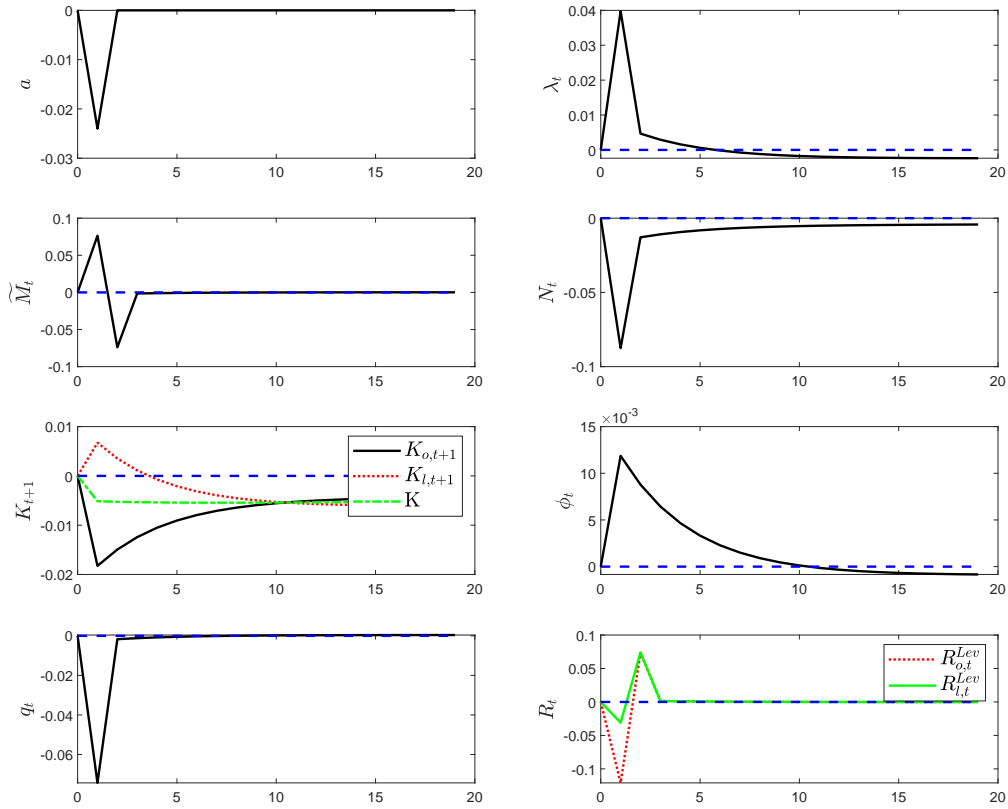 0
-0.01
-0.02
-0.03
a
0 5 10 15 20
0.04
0.03
0.02
0.01
0
λ_t
0 5 10 15 20
0.1
0.05
0
-0.05
-0.1
M̃_t
0 5 10 15 20
0
-0.05
-0.1
N_t
0 5 10 15 20
0.01
0
-0.01
-0.02
K_{t+1}
K_{o,t+1}
K_{l,t+1}
K
0 5 10 15 20
×10^{-3}
15
10
5
0
ϕ_t
0 5 10 15 20
0
-0.02
-0.04
-0.06
q_t
0 5 10 15 20
0.1
0.05
0
-0.05
-0.1
R_t
R_{o,t}^{Lev}
R_{l,t}^{Lev}
0 5 10 15 20